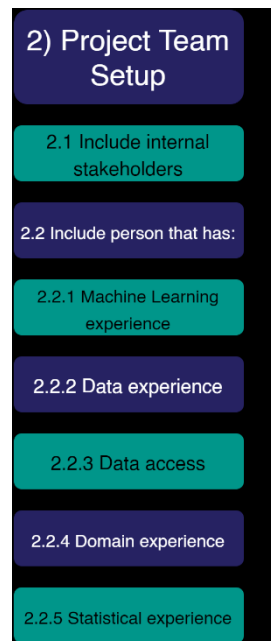 2) Project Team
Setup
2.1 Include internal
stakeholders
2.2 Include person that has:
2.2.1 Machine Learning
experience
2.2.2 Data experience
2.2.3 Data access
2.2.4 Domain experience
2.2.5 Statistical experience